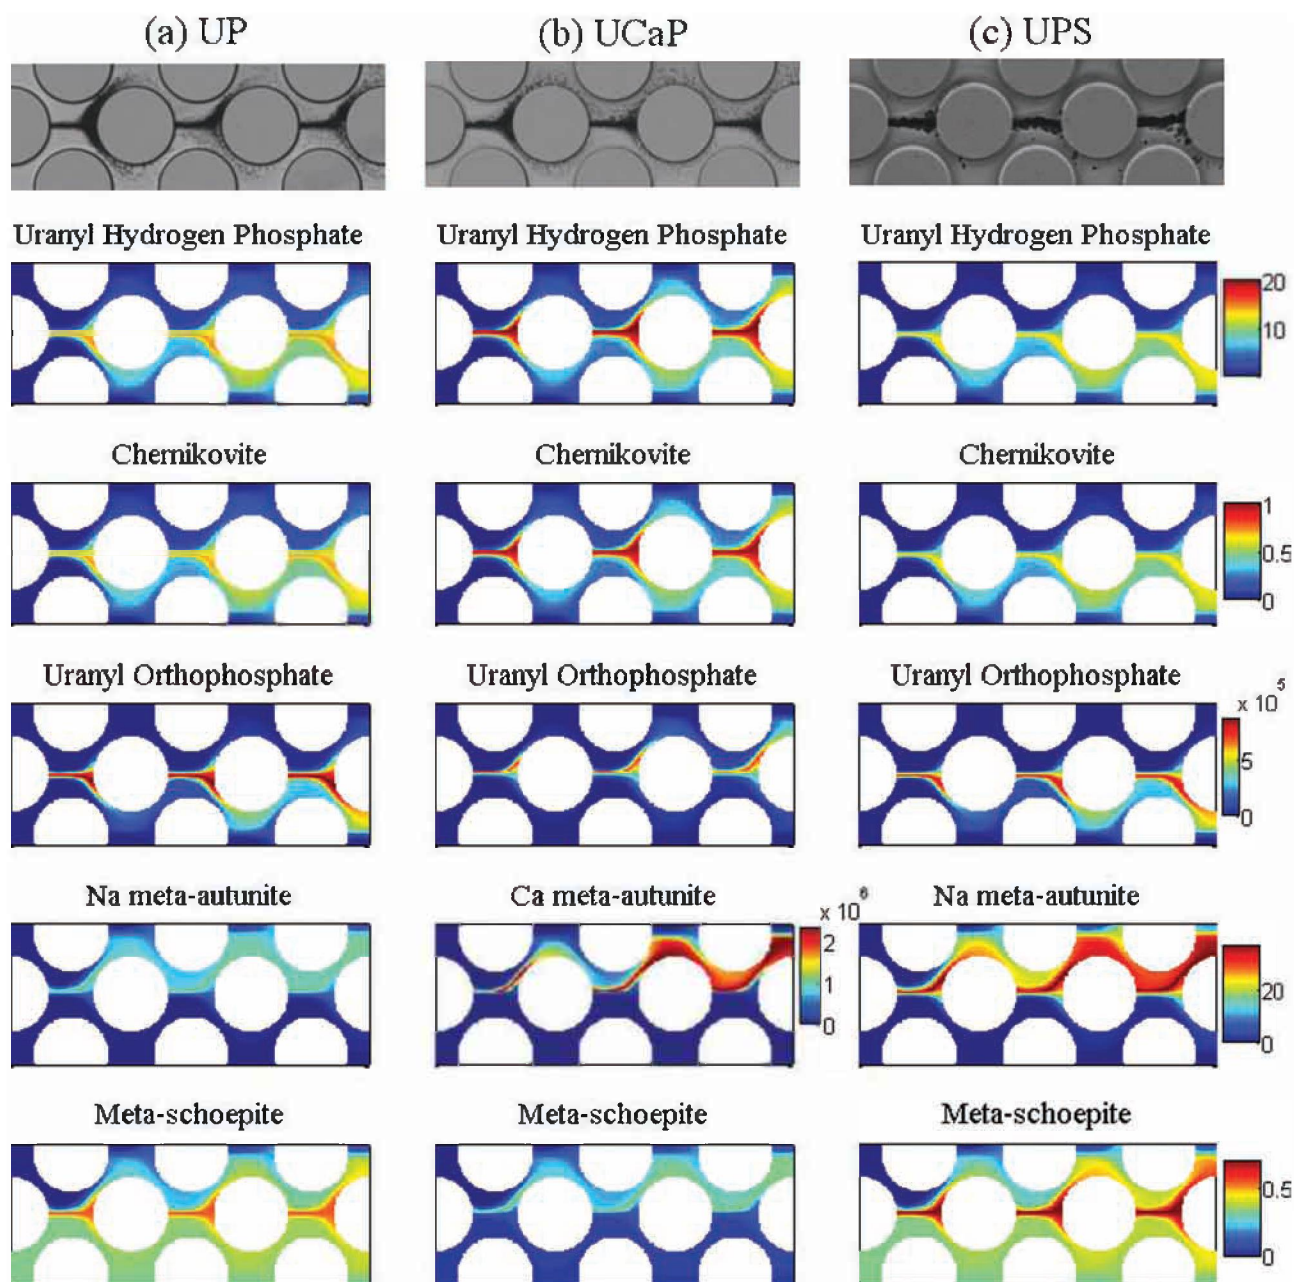 (a) UP (b) UCaP (c) UPS
Uranyl Hydrogen Phosphate Uranyl Hydrogen Phosphate Uranyl Hydrogen Phosphate
20
10
Chernikovite Chernikovite Chernikovite
1
0.5
0
Uranyl Orthophosphate Uranyl Orthophosphate Uranyl Orthophosphate
x 10^5
5
0
Na meta-autunite Ca meta-autunite Na meta-autunite
x 10^6
2
1
0
20
0
Meta-schoepite Meta-schoepite Meta-schoepite
0.5
0